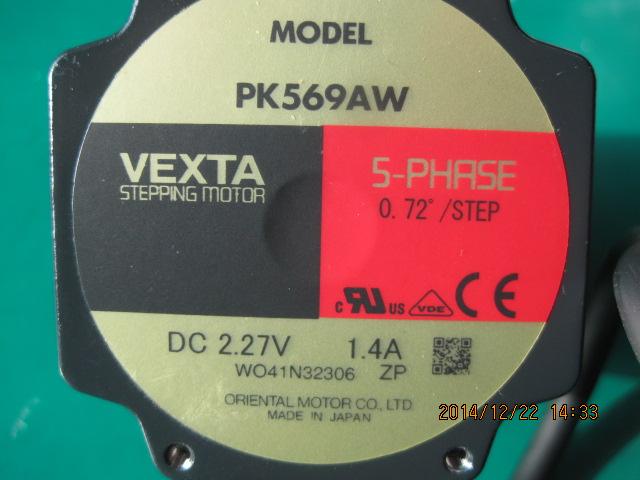 MODEL
PK569AW
VEXTA
STEPPING MOTOR
5-PHASE
0.72°/STEP
c RU US VDE CE
DC 2.27V 1.4A
WO41N32306 ZP
ORIENTAL MOTOR CO., LTD
MADE IN JAPAN
2014/12/22 14:33